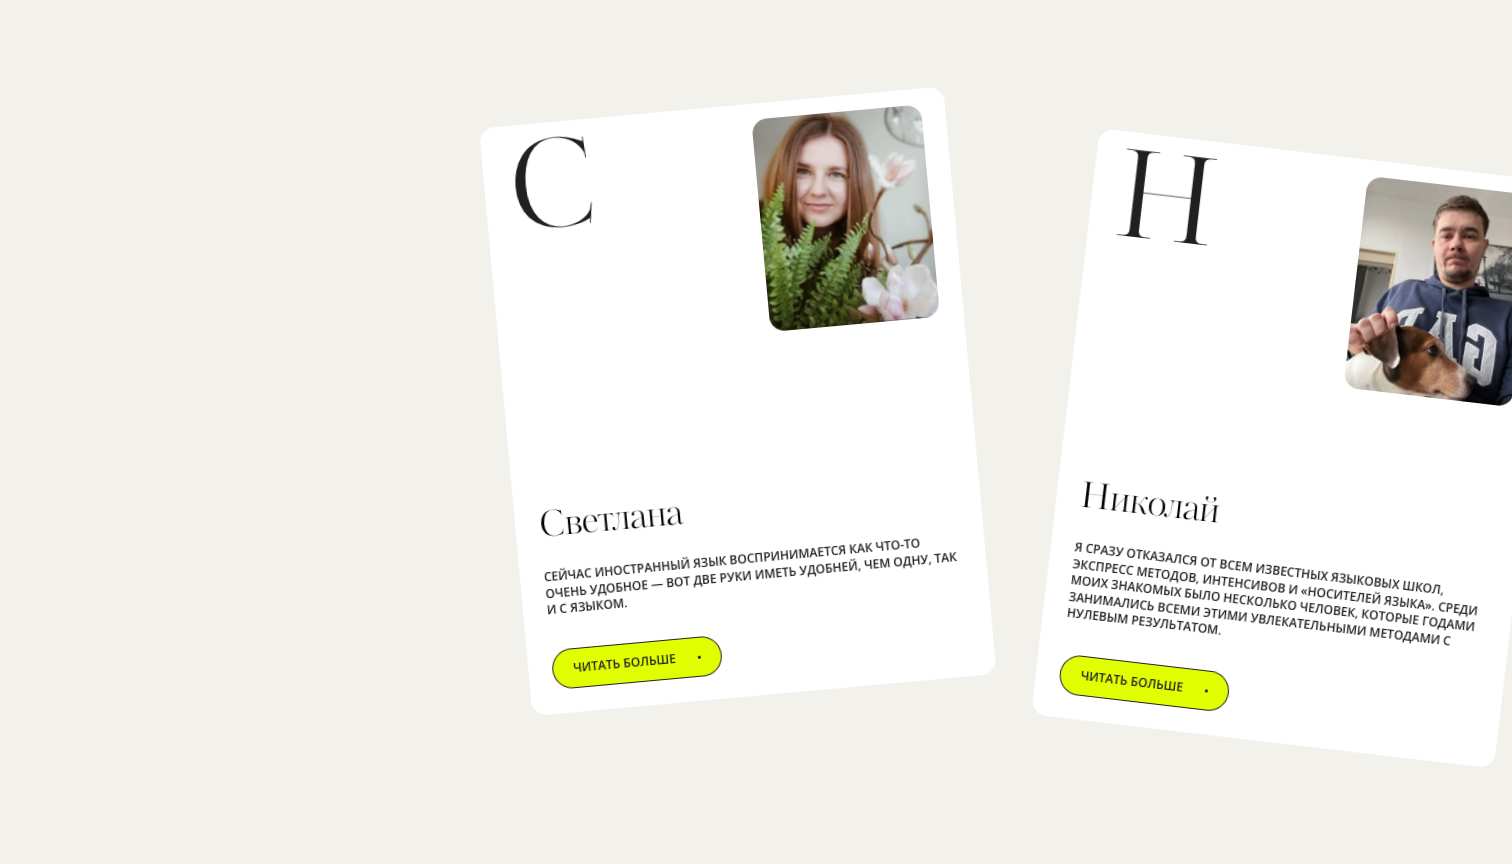 С
Светлана
СЕЙЧАС ИНОСТРАННЫЙ ЯЗЫК ВОСПРИНИМАЕТСЯ КАК ЧТО-ТО
ОЧЕНЬ УДОБНОЕ — ВОТ ДВЕ РУКИ ИМЕТЬ УДОБНЕЙ, ЧЕМ ОДНУ, ТАК
И С ЯЗЫКОМ.
ЧИТАТЬ БОЛЬШЕ
Н
Николай
Я СРАЗУ ОТКАЗАЛСЯ ОТ ВСЕМ ИЗВЕСТНЫХ ЯЗЫКОВЫХ ШКОЛ,
ЭКСПРЕСС МЕТОДОВ, ИНТЕНСИВОВ И «НОСИТЕЛЕЙ ЯЗЫКА». СРЕДИ
МОИХ ЗНАКОМЫХ БЫЛО НЕСКОЛЬКО ЧЕЛОВЕК, КОТОРЫЕ ГОДАМИ
ЗАНИМАЛИСЬ ВСЕМИ ЭТИМИ УВЛЕКАТЕЛЬНЫМИ МЕТОДАМИ С
НУЛЕВЫМ РЕЗУЛЬТАТОМ.
ЧИТАТЬ БОЛЬШЕ
GAP